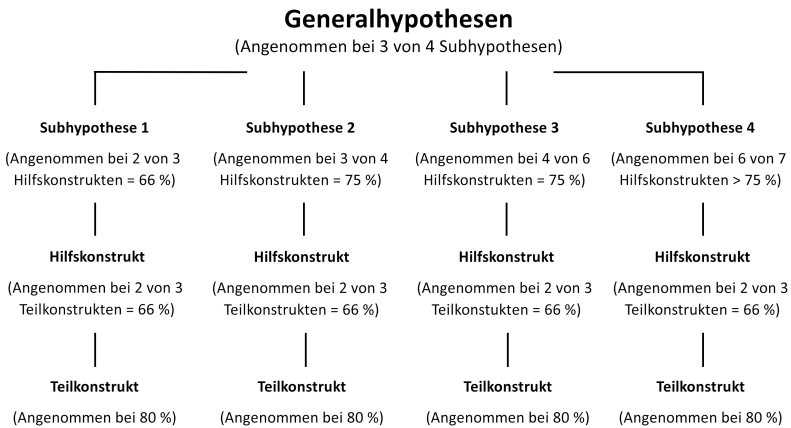 Generalhypothesen
(Angenommen bei 3 von 4 Subhypothesen)
Subhypothese 1
(Angenommen bei 2 von 3
Hilfskonstrukten = 66 %)
Hilfskonstrukt
(Angenommen bei 2 von 3
Teilkonstrukten = 66 %)
Teilkonstrukt
(Angenommen bei 80 %)
Subhypothese 2
(Angenommen bei 3 von 4
Hilfskonstrukten = 75 %)
Hilfskonstrukt
(Angenommen bei 2 von 3
Teilkonstrukten = 66 %)
Teilkonstrukt
(Angenommen bei 80 %)
Subhypothese 3
(Angenommen bei 4 von 6
Hilfskonstrukten = 75 %)
Hilfskonstrukt
(Angenommen bei 2 von 3
Teilkonstukten = 66 %)
Teilkonstrukt
(Angenommen bei 80 %)
Subhypothese 4
(Angenommen bei 6 von 7
Hilfskonstrukten > 75 %)
Hilfskonstrukt
(Angenommen bei 2 von 3
Teilkonstrukten = 66 %)
Teilkonstrukt
(Angenommen bei 80 %)